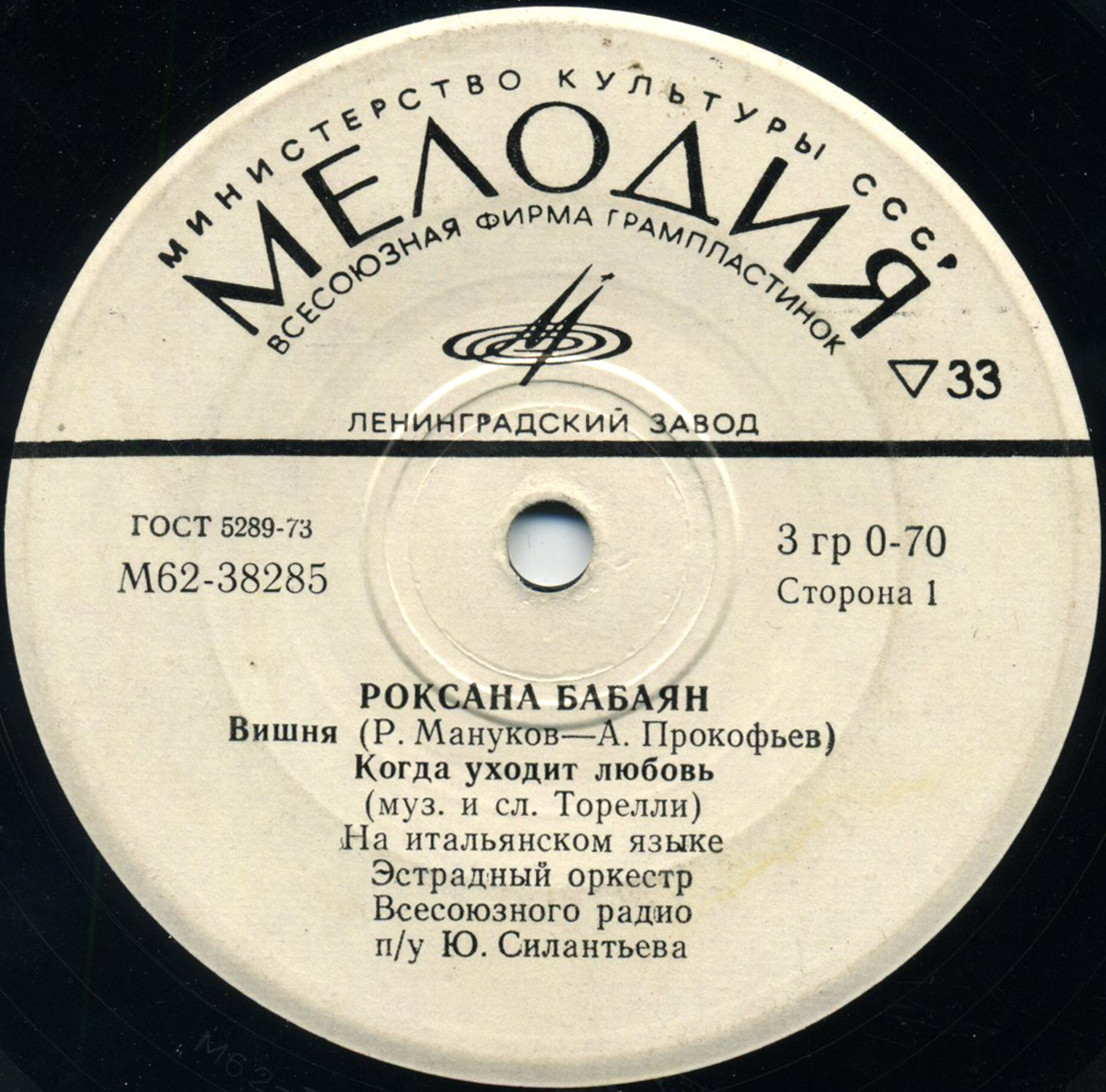 МИНИСТЕРСТВО КУЛЬТУРЫ СССР
МЕЛОДИЯ
ВСЕСОЮЗНАЯ ФИРМА ГРАМПЛАСТИНОК
33
ЛЕНИНГРАДСКИЙ ЗАВОД
ГОСТ 5289-73
М62-38285
3 гр 0-70
Сторона 1
РОКСАНА БАБАЯН
Вишня (Р. Мануков—А. Прокофьев)
Когда уходит любовь
(муз. и сл. Торелли)
На итальянском языке
Эстрадный оркестр
Всесоюзного радио
п/у Ю. Силантьева